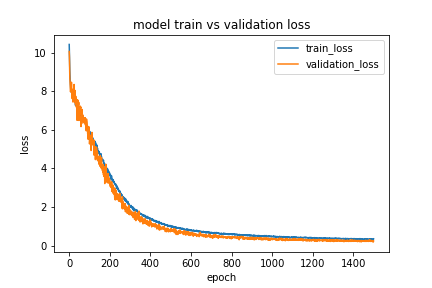 model train vs validation loss
train_loss
validation_loss
loss
10
8
6
4
2
0
0 200 400 600 800 1000 1200 1400
epoch